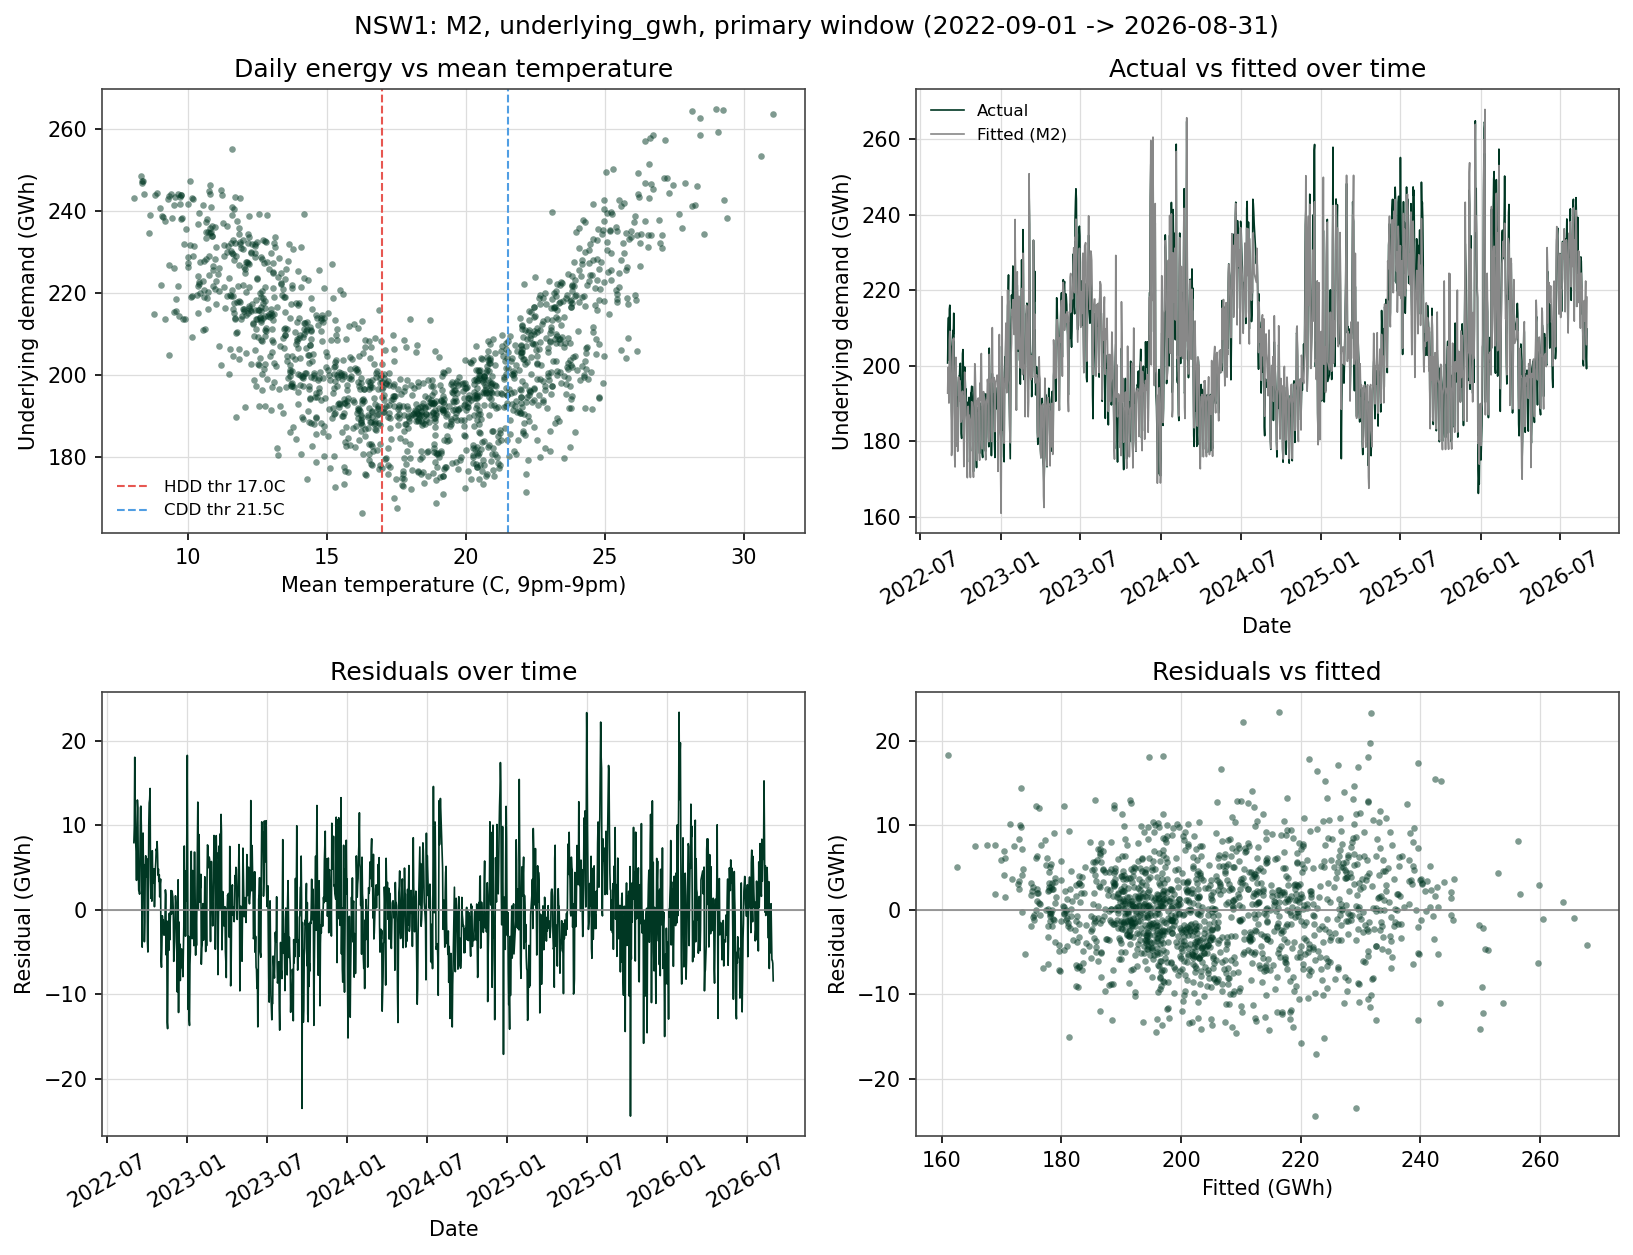 NSW1: M2, underlying_gwh, primary window (2022-09-01 -> 2026-08-31)
Daily energy vs mean temperature
Underlying demand (GWh)
260
240
220
200
180
HDD thr 17.0C
CDD thr 21.5C
10 15 20 25 30
Mean temperature (C, 9pm-9pm)
Actual vs fitted over time
Underlying demand (GWh)
260
240
220
200
180
160
Actual
Fitted (M2)
2022-07 2023-01 2023-07 2024-01 2024-07 2025-01 2025-07 2026-01 2026-07
Date
Residuals over time
Residual (GWh)
20
10
0
−10
−20
2022-07 2023-01 2023-07 2024-01 2024-07 2025-01 2025-07 2026-01 2026-07
Date
Residuals vs fitted
Residual (GWh)
20
10
0
−10
−20
160 180 200 220 240 260
Fitted (GWh)